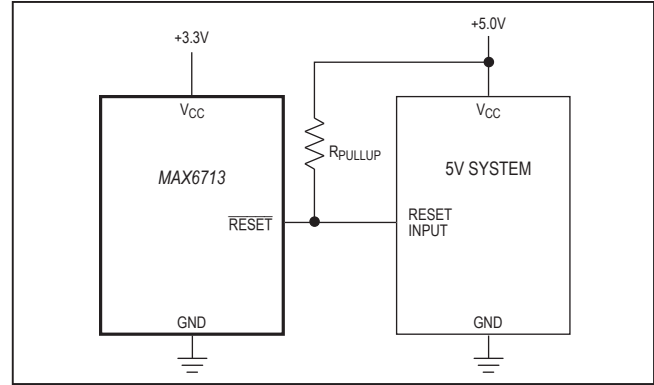 +3.3V
+5.0V
VCC
VCC
RPULLUP
MAX6713
5V SYSTEM
RESET
RESET
INPUT
GND
GND